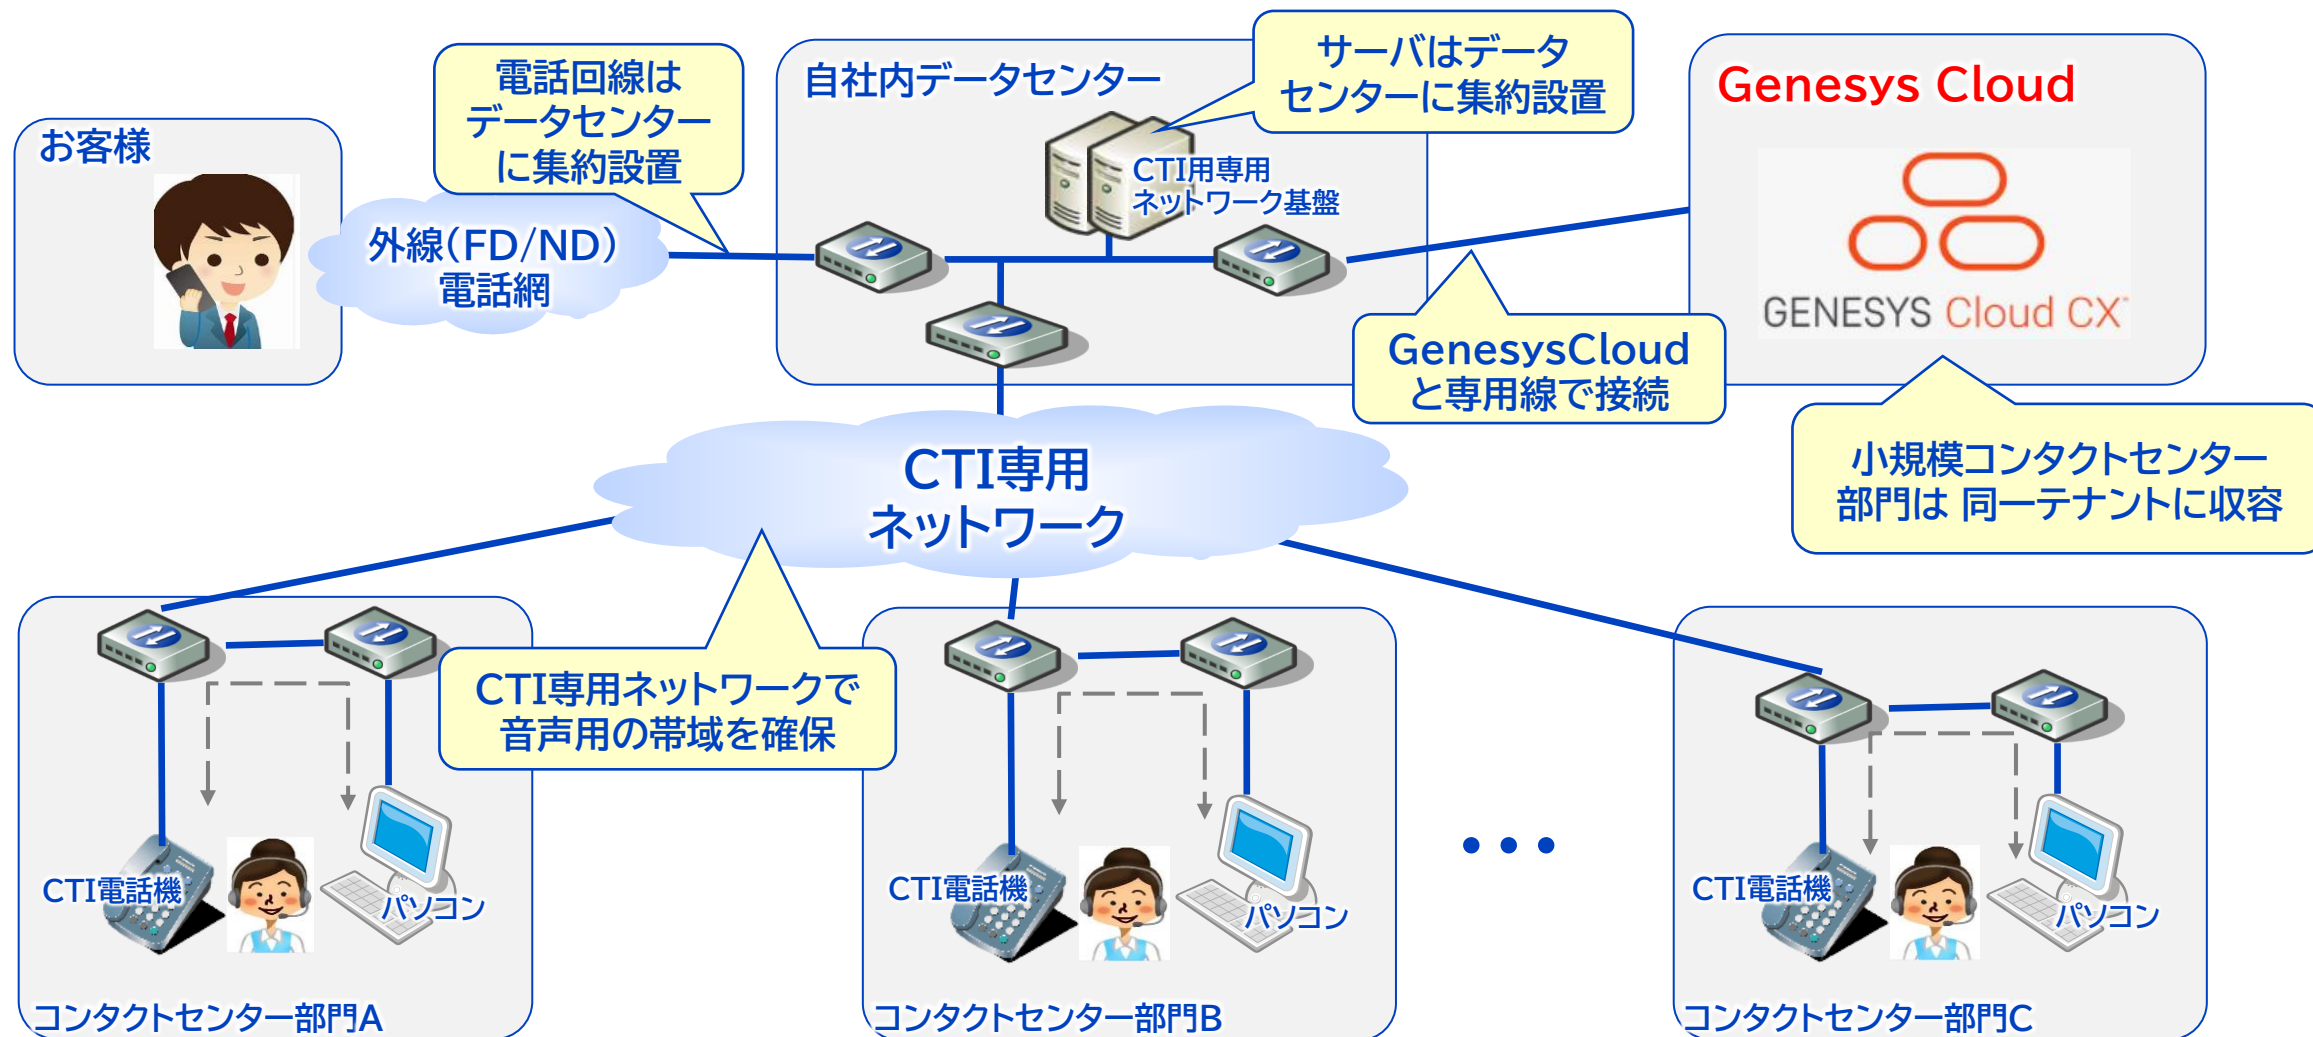 お客様
電話回線は
データセンター
に集約設置
外線(FD/ND)
電話網
自社内データセンター
サーバはデータ
センターに集約設置
CTI用専用
ネットワーク基盤
Genesys Cloud
GENESYS Cloud CX
GenesysCloud
と専用線で接続
小規模コンタクトセンター
部門は 同一テナントに収容
CTI専用
ネットワーク
CTI専用ネットワークで
音声用の帯域を確保
CTI電話機
パソコン
コンタクトセンター部門A
CTI電話機
パソコン
コンタクトセンター部門B
・・・
CTI電話機
パソコン
コンタクトセンター部門C